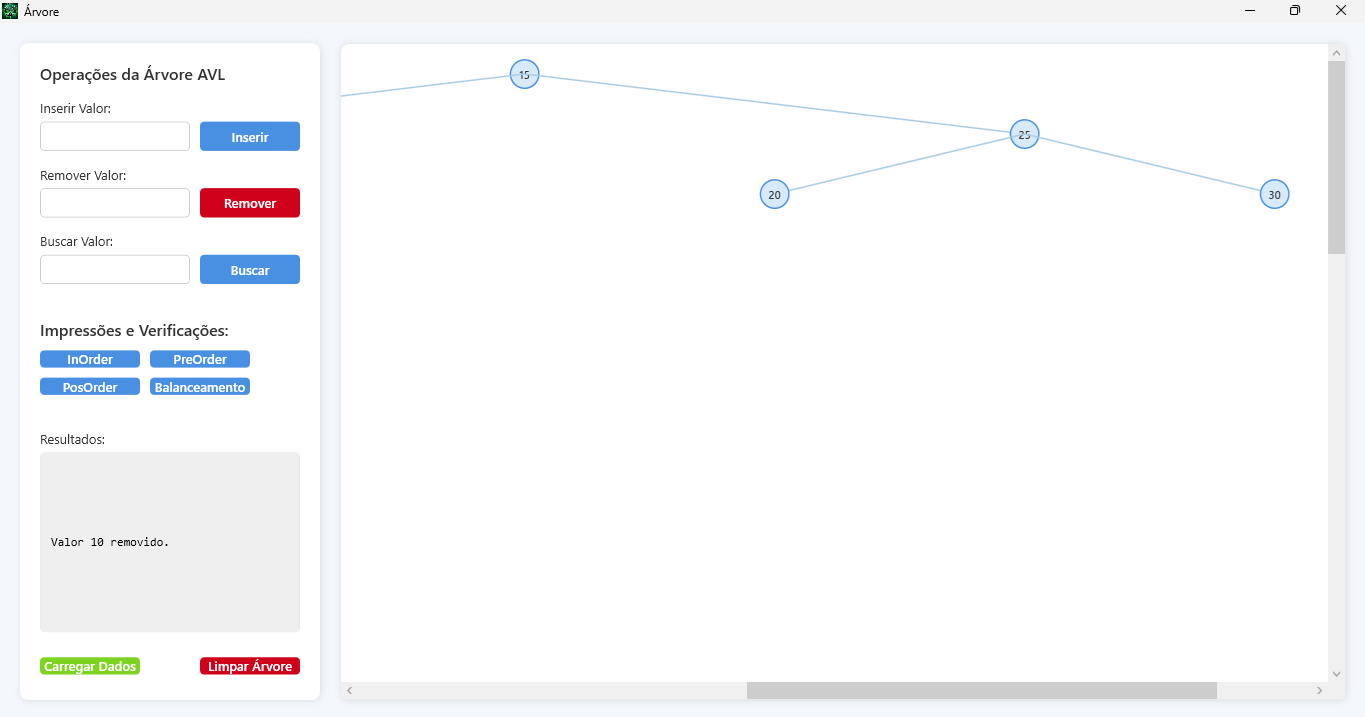 Árvore
Operações da Árvore AVL
Inserir Valor:
Inserir
Remover Valor:
Remover
Buscar Valor:
Buscar
Impressões e Verificações:
InOrder PreOrder
PosOrder Balanceamento
Resultados:
Valor 10 removido.
Carregar Dados Limpar Árvore
15
25
20 30